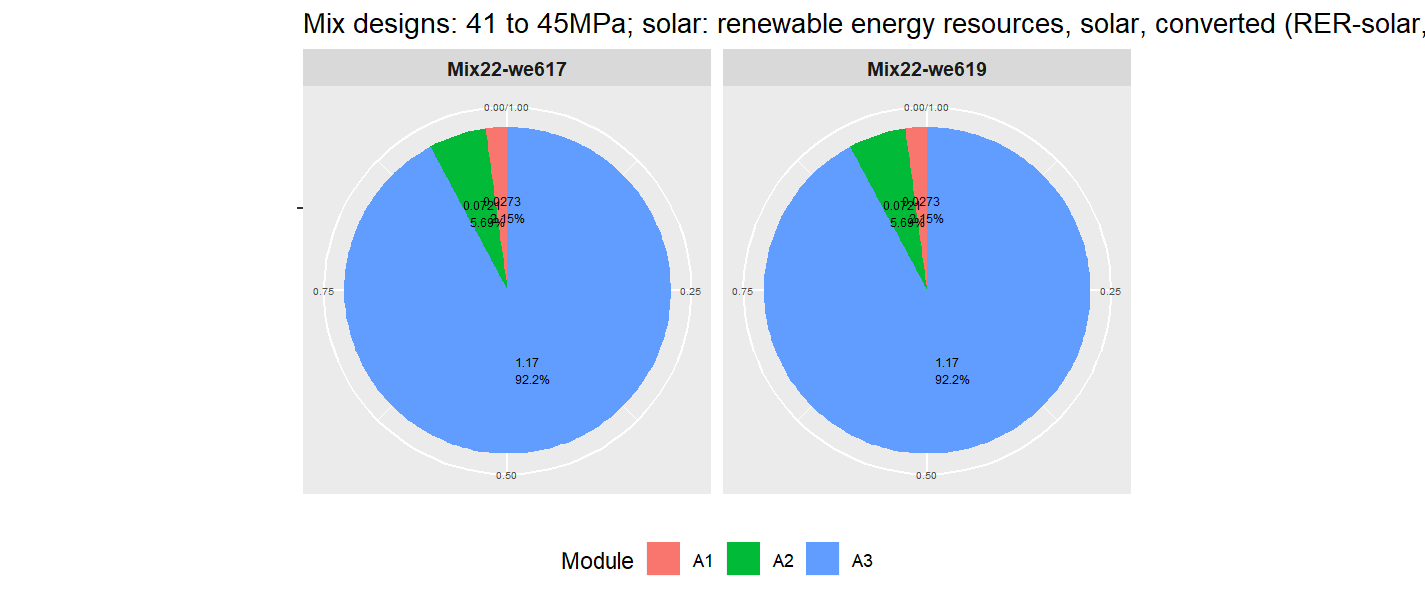 Mix designs: 41 to 45MPa; solar: renewable energy resources, solar, converted (RER-solar,
Mix22-we617 Mix22-we619
0.00/1.00 0.00/1.00
0.0273 0.0273
0.0721 0.0721
2.15% 2.15%
5.69% 5.69%
0.75 0.25 0.75 0.25
1.17 1.17
92.2% 92.2%
0.50 0.50
Module A1 A2 A3